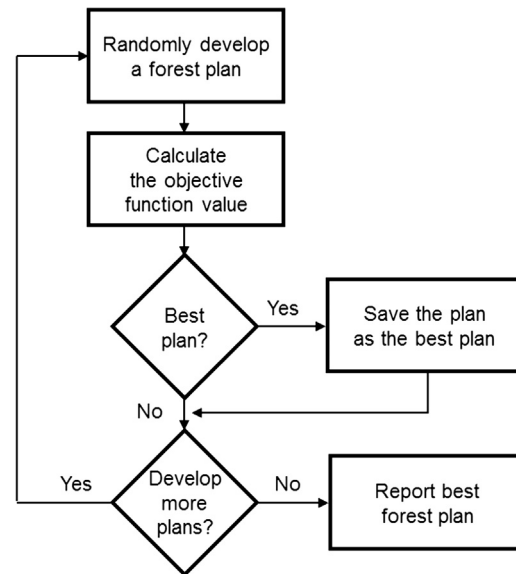 Randomly develop
a forest plan
Calculate
the objective
function value
Best
plan?
Yes
Save the plan
as the best plan
No
Yes
Develop
more
plans?
No
Report best
forest plan